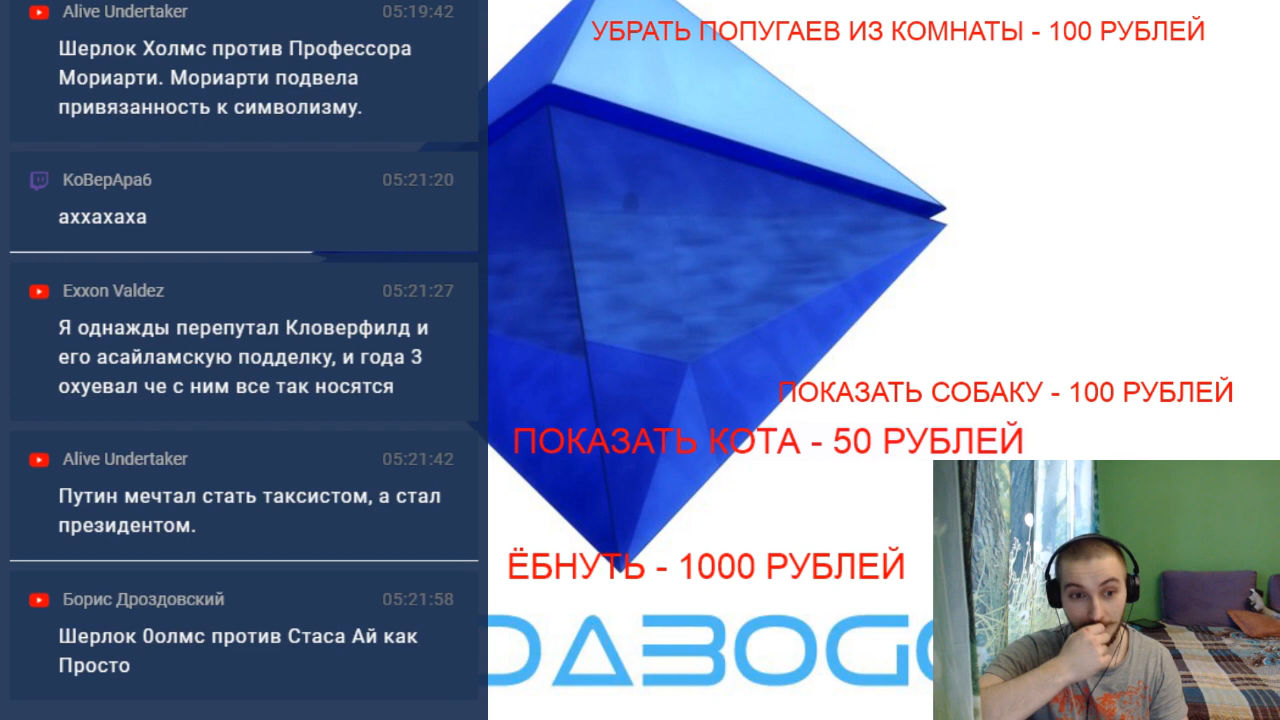 Alive Undertaker 05:19:42
Шерлок Холмс против Профессора
Мориарти. Мориарти подвела
привязанность к символизму.
KoBepApa6 05:21:20
аххахаха
Exxon Valdez 05:21:27
Я однажды перепутал Кловерфилд и
его асайламскую подделку, и года 3
охуевал че с ним все так носятся
Alive Undertaker 05:21:42
Путин мечтал стать таксистом, а стал
президентом.
Борис Дроздовский 05:21:58
Шерлок 0олмс против Стаса Ай как
Просто
УБРАТЬ ПОПУГАЕВ ИЗ КОМНАТЫ - 100 РУБЛЕЙ
ПОКАЗАТЬ СОБАКУ - 100 РУБЛЕЙ
ПОКАЗАТЬ КОТА - 50 РУБЛЕЙ
ЁБНУТЬ - 1000 РУБЛЕЙ